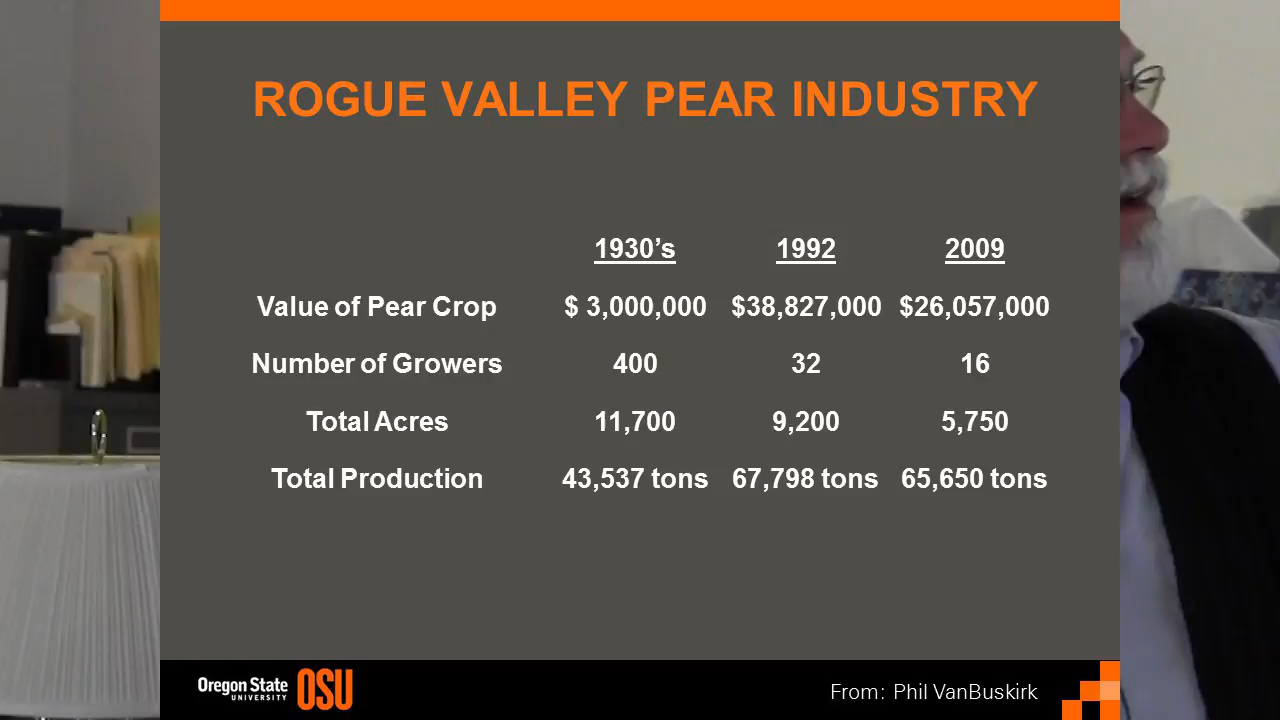 ROGUE VALLEY PEAR INDUSTRY
1930's 1992 2009
Value of Pear Crop $ 3,000,000 $38,827,000 $26,057,000
Number of Growers 400 32 16
Total Acres 11,700 9,200 5,750
Total Production 43,537 tons 67,798 tons 65,650 tons
Oregon State
UNIVERSITY
OSU
From: Phil VanBuskirk